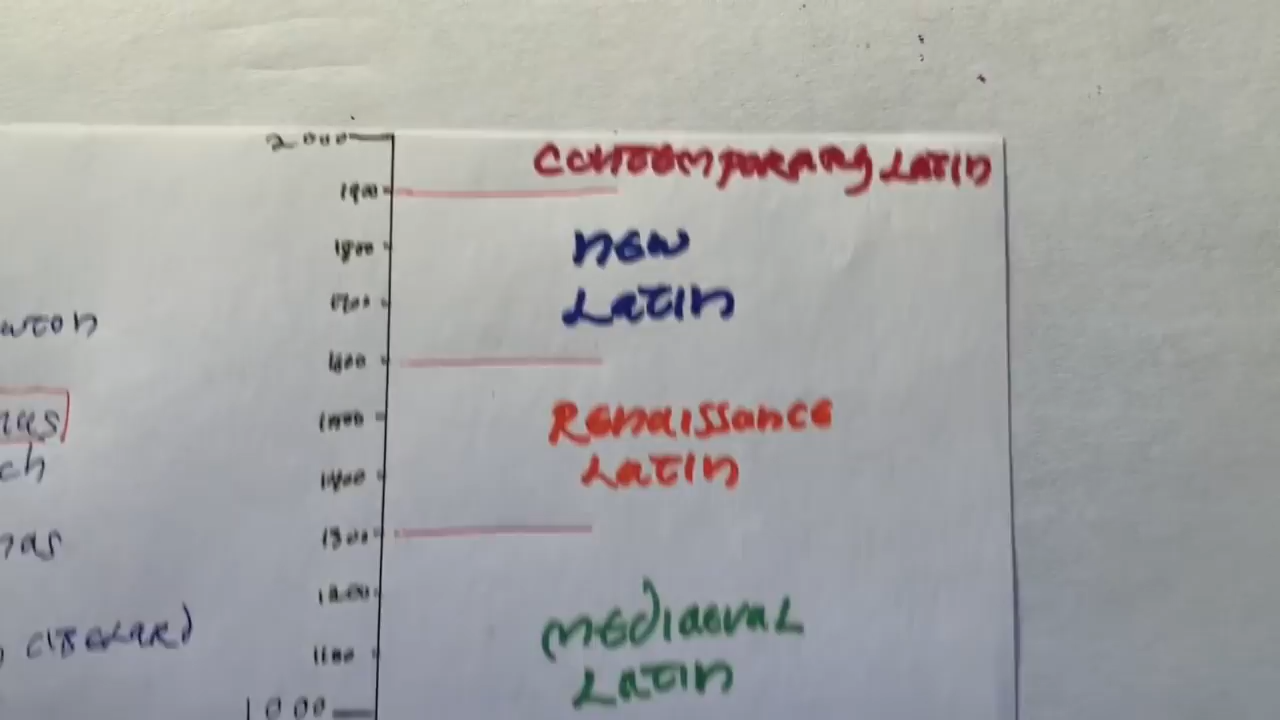 2000
CONTEMPORARY LATIN
1900
1800
NEW
LATIN
1700
1600
Renaissance
1500
LATIN
1400
1300
1200
MEDIAEVAL
LATIN
1100
1000